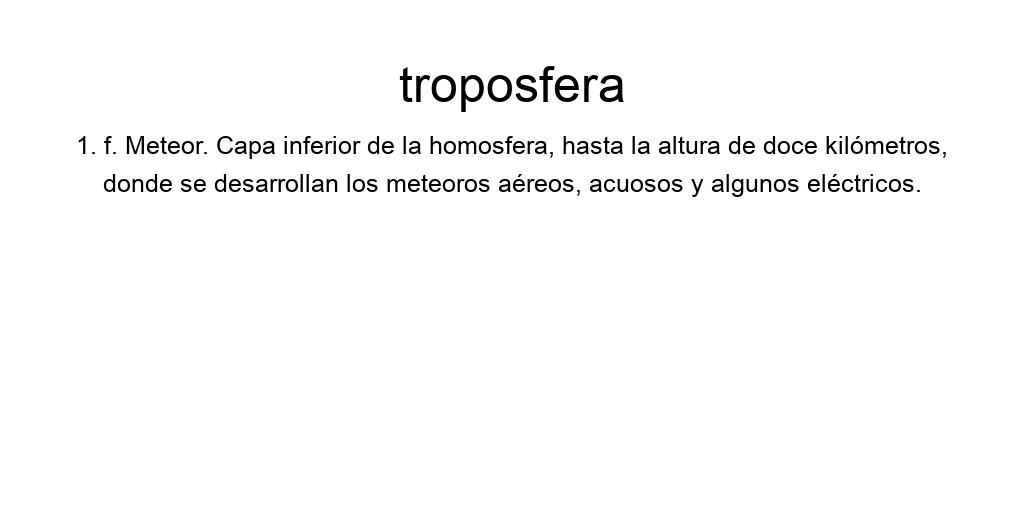 troposfera
1. f. Meteor. Capa inferior de la homosfera, hasta la altura de doce kilómetros,
donde se desarrollan los meteoros aéreos, acuosos y algunos eléctricos.